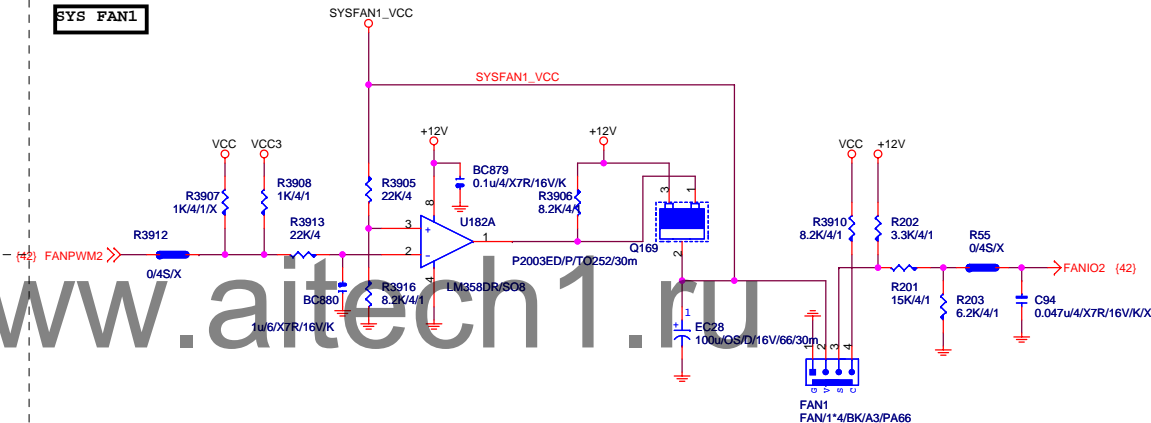 SYS FAN1
SYSFAN1_VCC
SYSFAN1_VCC
+12V
+12V
VCC
VCC3
VCC
+12V
BC879
0.1u/4/X7R/16V/K
R3907
1K/4/1/X
R3908
1K/4/1
R3905
22K/4
R3906
8.2K/4/1
3
1
8
U182A
R3913
22K/4
R3910
8.2K/4/1
R202
3.3K/4/1
R3912
3
+
1
R55
0/4S/X
{42} FANPWM2
2
-
Q169
2
FANIO2 {42}
0/4S/X
P2003ED/P/TO252/30m
4
LM358DR/SO8
R3916
8.2K/4/1
BC880
1u/6/X7R/16V/K
R201
15K/4/1
R203
6.2K/4/1
C94
0.047u/4/X7R/16V/K/X
www.aitech1.ru
1
+
EC28
100u/OS/D/16V/66/30m
1
2
3
4
G
V
S
C
FAN1
FAN/1*4/BK/A3/PA66